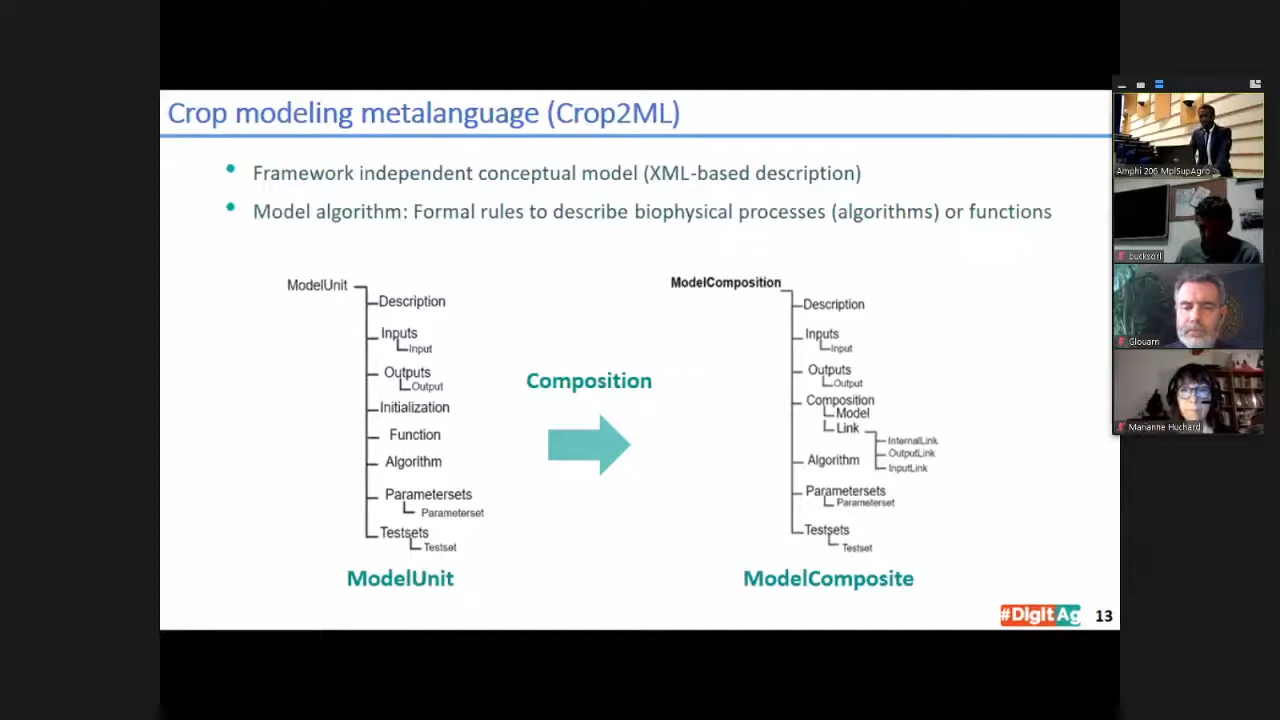 Crop modeling metalanguage (Crop2ML)
Framework independent conceptual model (XML-based description)
Model algorithm: Formal rules to describe biophysical processes (algorithms) or functions
ModelUnit
Description
Inputs
Input
Outputs
Output
Initialization
Function
Algorithm
Parametersets
Parameterset
Testsets
Testset
ModelUnit
Composition
ModelComposition
Description
Inputs
Input
Outputs
Output
Composition
Model
Link
InternalLink
OutputLink
InputLink
Algorithm
Parametersets
Parameterset
Testsets
Testset
ModelComposite
#DigitAg
13
Amphi 206 MplSupAgro
bucksorl
Glouarn
Marianne Huchard